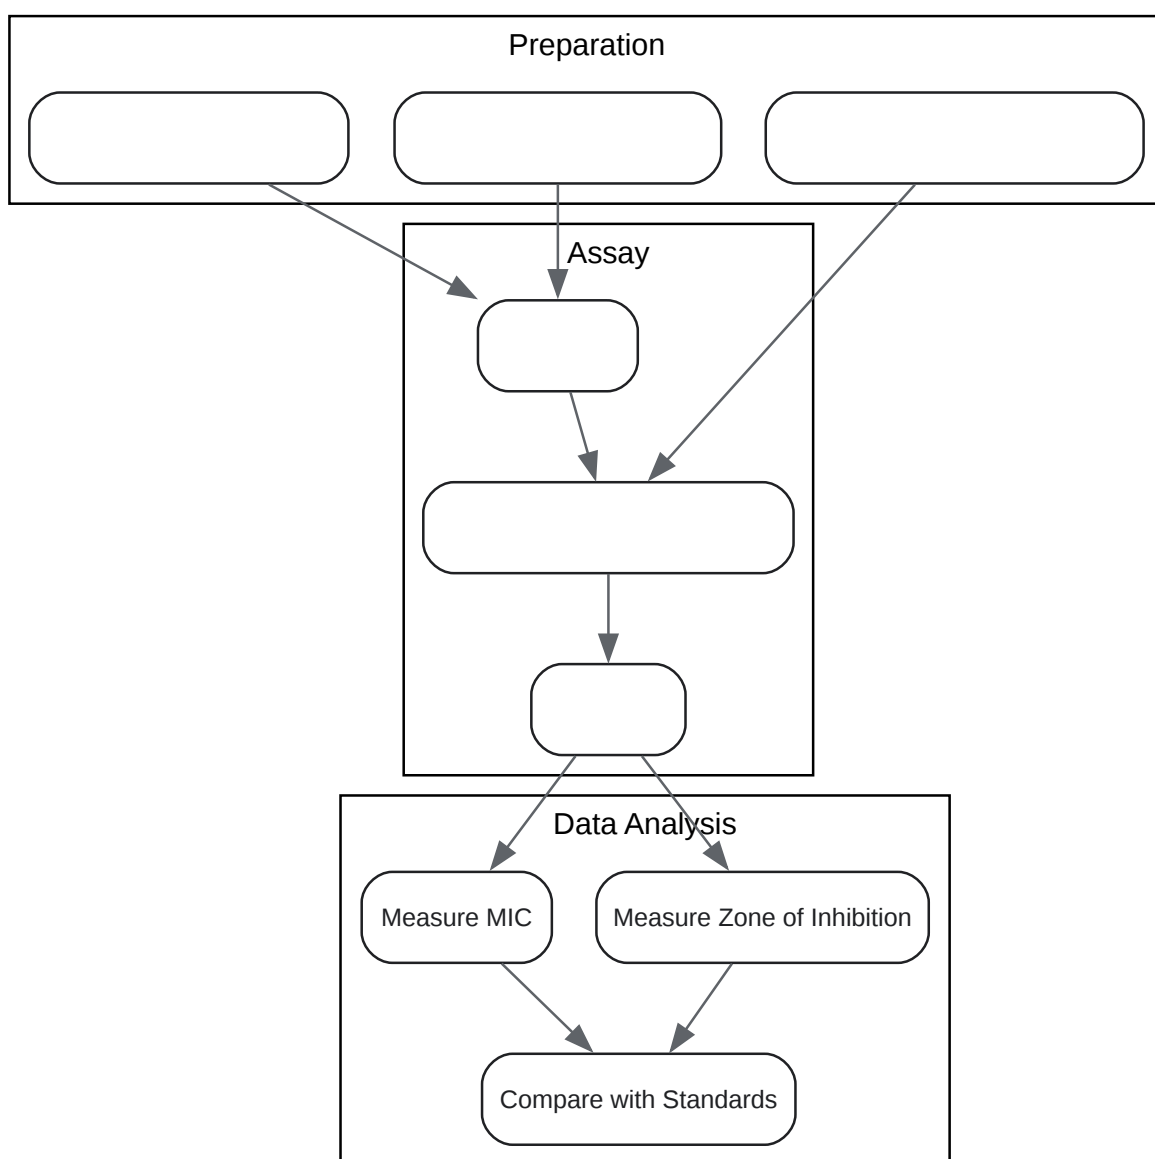 Preparation
Assay
Data Analysis
Measure MIC
Measure Zone of Inhibition
Compare with Standards